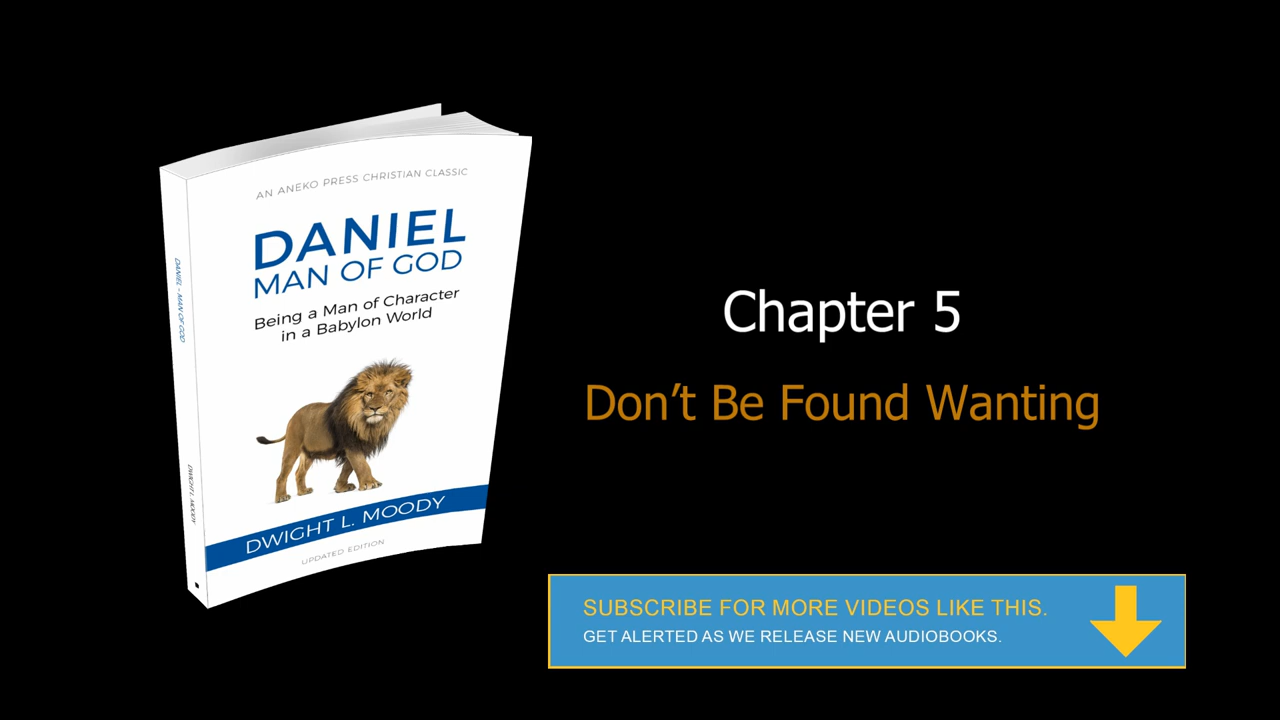 AN ANEKO PRESS CHRISTIAN CLASSIC
DANIEL
MAN OF GOD
Being a Man of Character
in a Babylon World
DWIGHT L. MOODY
UPDATED EDITION
DANIEL - MAN OF GOD
DWIGHT L. MOODY
Chapter 5
Don’t Be Found Wanting
SUBSCRIBE FOR MORE VIDEOS LIKE THIS.
GET ALERTED AS WE RELEASE NEW AUDIOBOOKS.